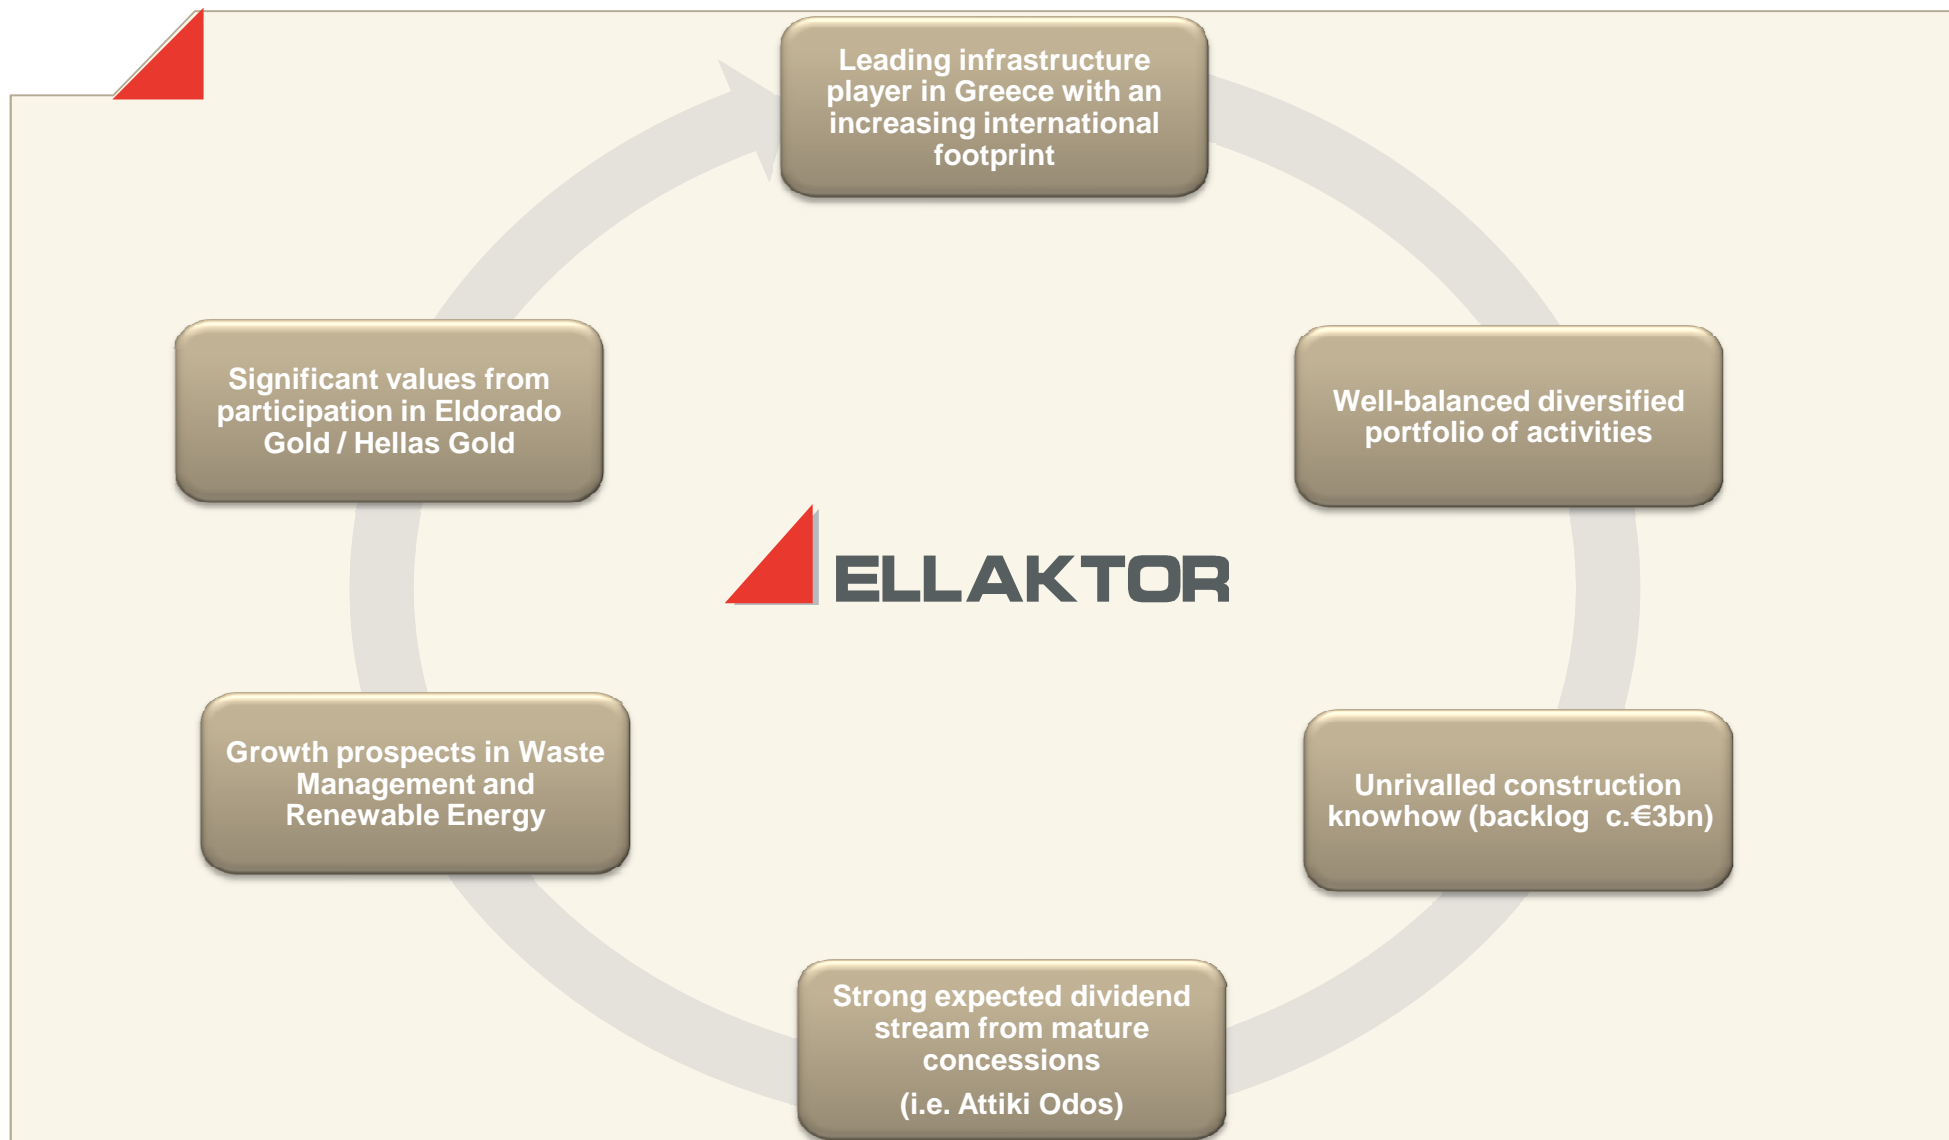 Leading infrastructure
player in Greece with an
increasing international
footprint
Well-balanced diversified
portfolio of activities
Unrivalled construction
knowhow (backlog  c.€3bn)
Strong expected dividend
stream from mature
concessions
(i.e. Attiki Odos)
Growth prospects in Waste
Management and
Renewable Energy
Significant values from
participation in Eldorado
Gold / Hellas Gold
ELLAKTOR